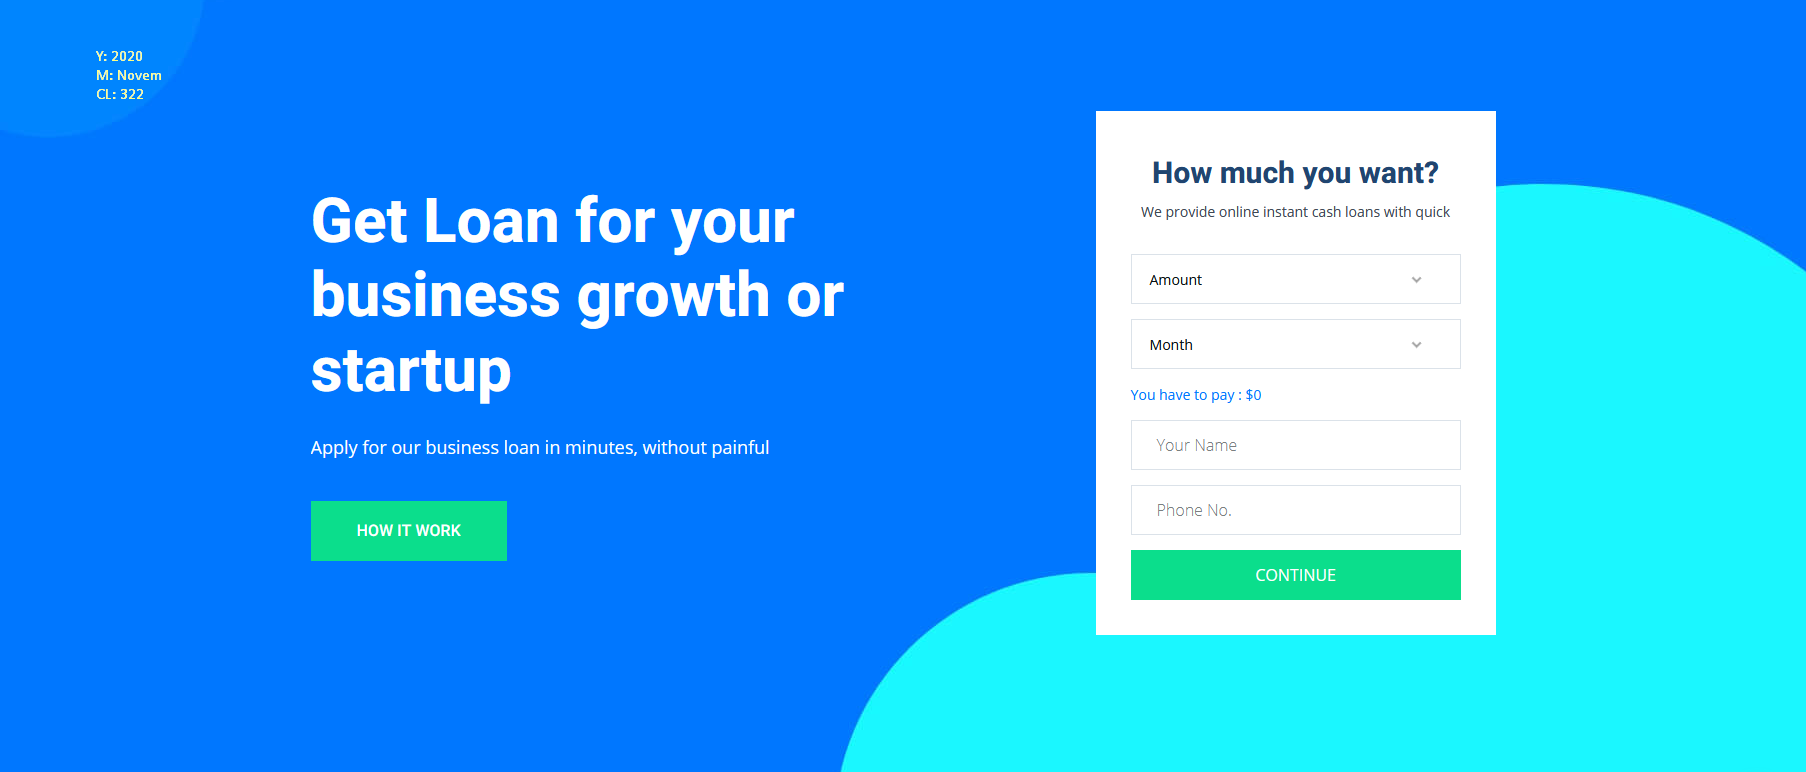 Y: 2020
M: Novem
CL: 322
Get Loan for your
business growth or
startup
Apply for our business loan in minutes, without painful
HOW IT WORK
How much you want?
We provide online instant cash loans with quick
Amount
Month
You have to pay : $0
Your Name
Phone No.
CONTINUE